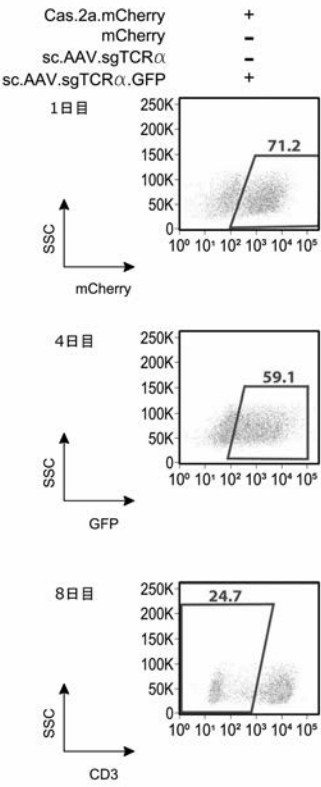 Cas.2a.mCherry +
mCherry -
sc.AAV.sgTCRα -
sc.AAV.sgTCRα.GFP +
1日目
250K
200K
150K
100K
50K
0
71.2
10⁰ 10¹ 10² 10³ 10⁴ 10⁵
SSC
mCherry
4日目
250K
200K
150K
100K
50K
0
59.1
10⁰ 10¹ 10² 10³ 10⁴ 10⁵
SSC
GFP
8日目
250K
200K
150K
100K
50K
0
24.7
10⁰ 10¹ 10² 10³ 10⁴ 10⁵
SSC
CD3